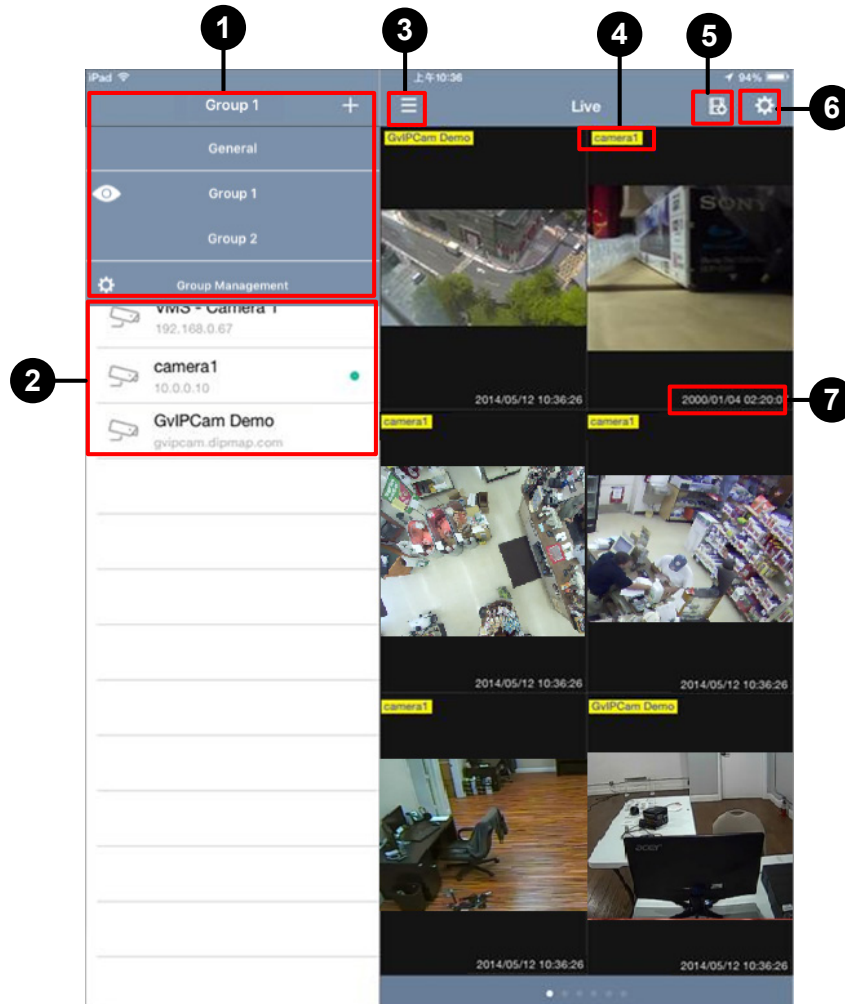 1
3
4
5
iPad
上午10:36
94%
Group 1 +
Live
6
General
GvIPCam Demo
camera1
Group 1
SONY
Group 2
Group Management
VMS - Camera 1
192.168.0.67
2
camera1
10.0.0.10
2014/05/12 10:36:26
2000/01/04 02:20:0
7
GvIPCam Demo
gvipcam.dipmap.com
camera1
camera1
2014/05/12 10:36:26
2014/05/12 10:36:26
camera1
GvIPCam Demo
acer
2014/05/12 10:36:26
2014/05/12 10:36:26